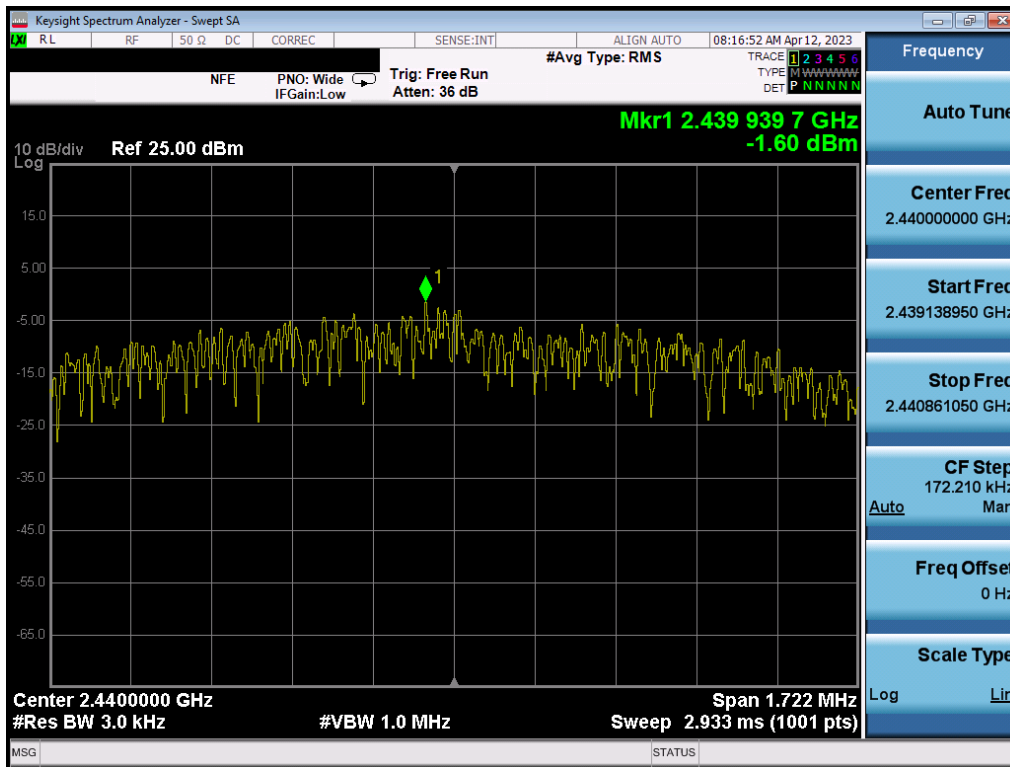 Keysight Spectrum Analyzer - Swept SA
LXI RL RF 50 Ω DC CORREC SENSE:INT ALIGN AUTO 08:16:52 AM Apr 12, 2023
NFE PNO: Wide Trig: Free Run #Avg Type: RMS TRACE 1 2 3 4 5 6
IFGain:Low Atten: 36 dB TYPE M W W W W W
DET P N N N N N
Frequency
Mkr1 2.439 939 7 GHz
-1.60 dBm
10 dB/div Ref 25.00 dBm
Log
15.0
5.00
-5.00
-15.0
-25.0
-35.0
-45.0
-55.0
-65.0
1
Center 2.4400000 GHz Span 1.722 MHz
#Res BW 3.0 kHz #VBW 1.0 MHz Sweep 2.933 ms (1001 pts)
Auto Tune
Center Freq
2.440000000 GHz
Start Freq
2.439138950 GHz
Stop Freq
2.440861050 GHz
CF Step
172.210 kHz
Auto Man
Freq Offset
0 Hz
Scale Type
Log Lin
MSG STATUS